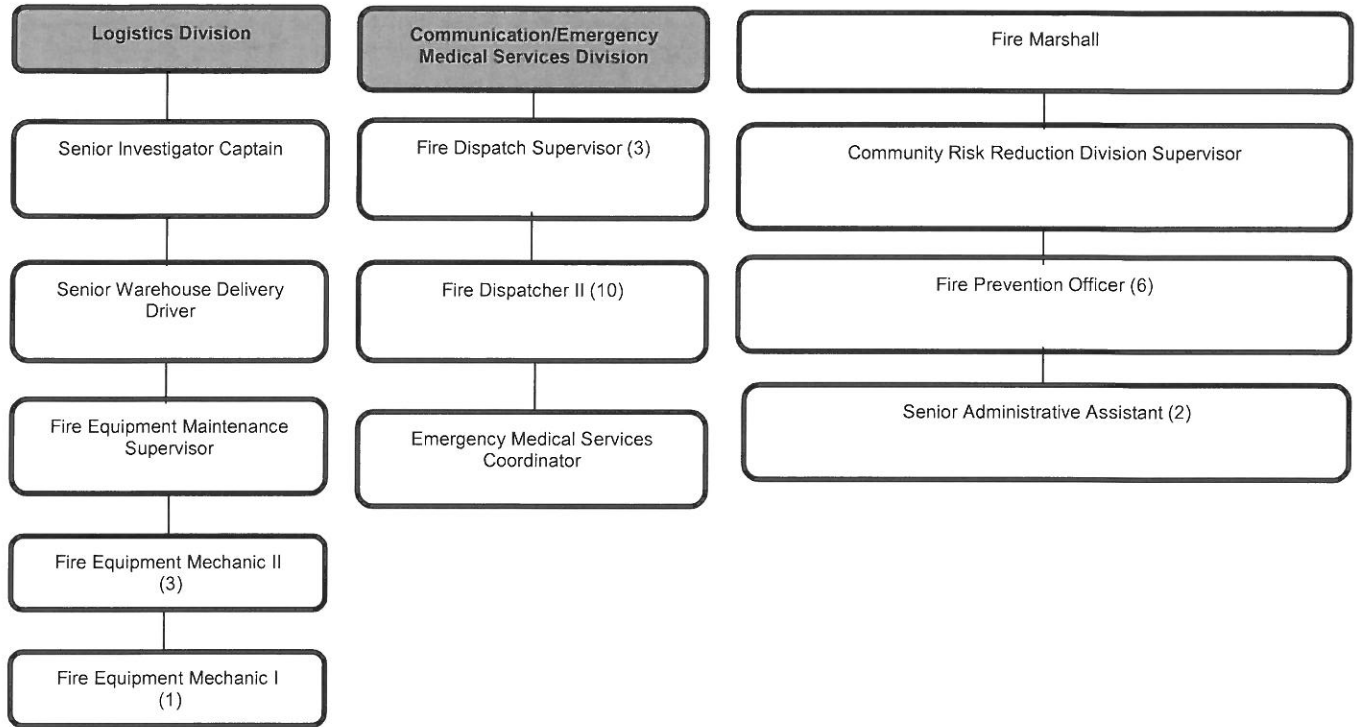 Logistics Division
Senior Investigator Captain
Senior Warehouse Delivery
Driver
Fire Equipment Maintenance
Supervisor
Fire Equipment Mechanic II
(3)
Fire Equipment Mechanic I
(1)
Communication/Emergency
Medical Services Division
Fire Dispatch Supervisor (3)
Fire Dispatcher II (10)
Emergency Medical Services
Coordinator
Fire Marshall
Community Risk Reduction Division Supervisor
Fire Prevention Officer (6)
Senior Administrative Assistant (2)